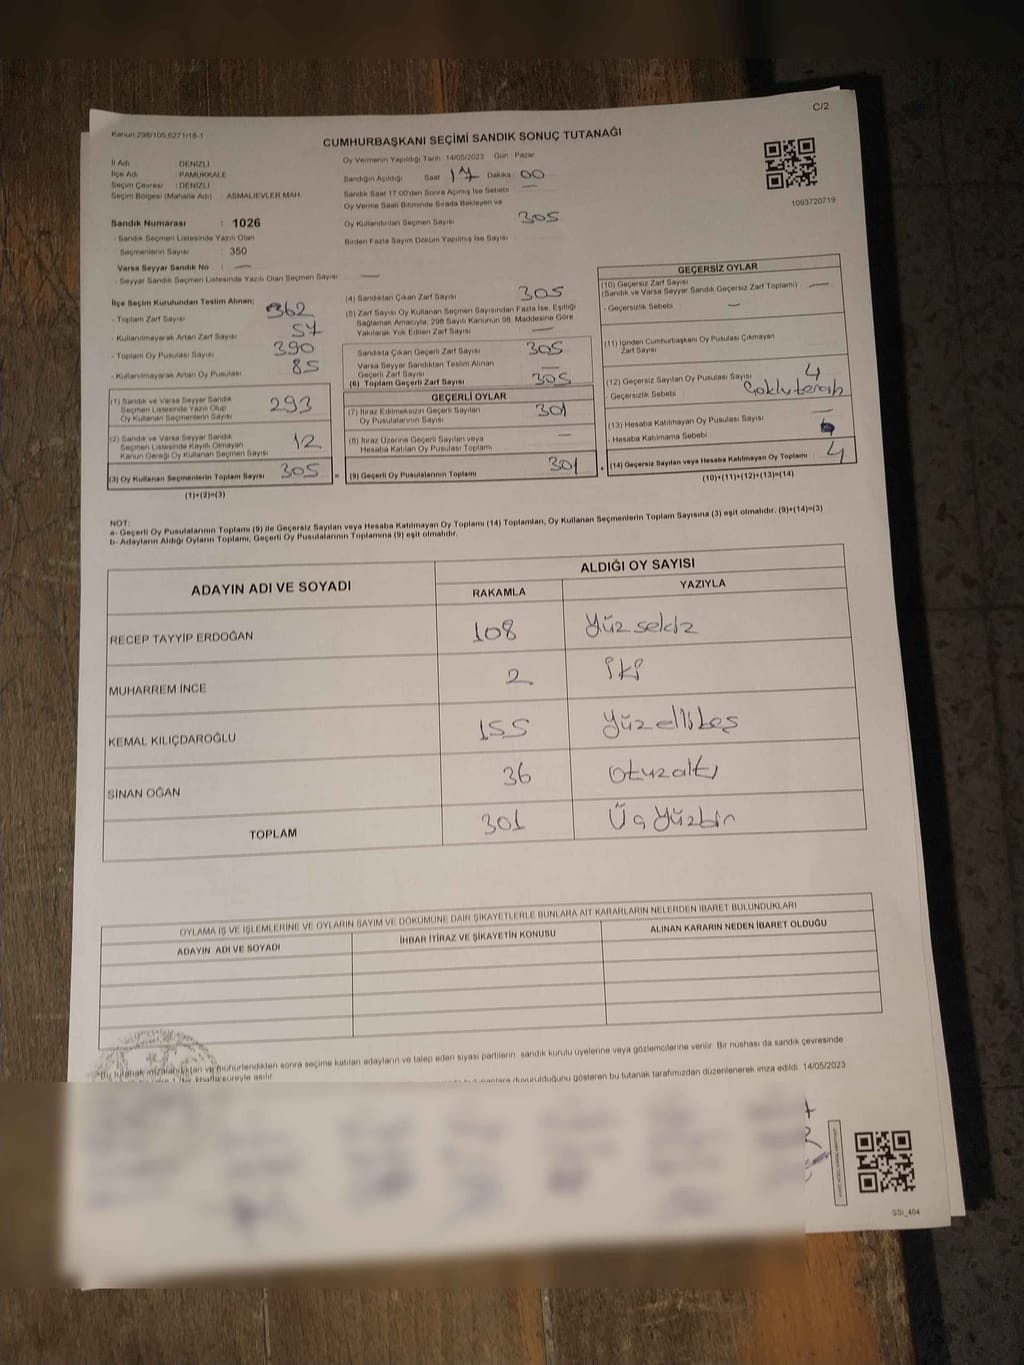 C/2
Kanun:298/105,6271/18-1
CUMHURBAŞKANI SEÇİMİ SANDIK SONUÇ TUTANAĞI
İl Adı : DENİZLİ
İlçe Adı : PAMUKKALE
Seçim Çevresi : DENİZLİ
Seçim Bölgesi (Mahalle Adı) ASMALIEVLER MAH
Sandık Numarası : 1026
- Sandık Seçmen Listesinde Yazılı Olan
Seçmenlerin Sayısı : 350
Varsa Seyyar Sandık No : —
- Seyyar Sandık Seçmen Listesinde Yazılı Olan Seçmen Sayısı —
Oy Vermenin Yapıldığı Tarih 14/05/2023 Gün : Pazar
Sandığın Açıldığı Saat 17 Dakika : 00
Sandık Saat 17.00'den Sonra Açılmış İse Sebebi —
Oy Verme Saati Bitiminde Sırada Bekleyen ve
Oy Kullandırılan Seçmen Sayısı 305
Birden Fazla Sayım Döküm Yapılmış İse Sayısı —
1093720719
İlçe Seçim Kurulundan Teslim Alınan;
- Toplam Zarf Sayısı 362
- Kullanılmayarak Artan Zarf Sayısı 57
- Toplam Oy Pusulası Sayısı 390
- Kullanılmayarak Artan Oy Pusulası 85
(1) Sandık ve Varsa Seyyar Sandık
Seçmen Listesinde Yazılı Olup
Oy Kullanan Seçmenlerin Sayısı 293
(2) Sandık ve Varsa Seyyar Sandık
Seçmen Listesinde Kayıtlı Olmayan
Kanun Gereği Oy Kullanan Seçmen Sayısı 12
(3) Oy Kullanan Seçmenlerin Toplam Sayısı 305 =
(1)+(2)=(3)
(4) Sandıktan Çıkan Zarf Sayısı 305
(5) Zarf Sayısı Oy Kullanan Seçmen Sayısından Fazla İse, Eşitliği
Sağlamak Amacıyla, 298 Sayılı Kanunun 98. Maddesine Göre
Yakılarak Yok Edilen Zarf Sayısı —
Sandıkta Çıkan Geçerli Zarf Sayısı 305
Varsa Seyyar Sandıktan Teslim Alınan
Geçerli Zarf Sayısı —
(6) Toplam Geçerli Zarf Sayısı 305
GEÇERLİ OYLAR
(7) İtiraz Edilmeksizin Geçerli Sayılan
Oy Pusulalarının Sayısı 301
(8) İtiraz Üzerine Geçerli Sayılan veya
Hesaba Katılan Oy Pusulası Toplamı —
(9) Geçerli Oy Pusulalarının Toplamı 301 +
GEÇERSİZ OYLAR
(10) Geçersiz Zarf Sayısı
(Sandık ve Varsa Seyyar Sandık Geçersiz Zarf Toplamı) —
- Geçersizlik Sebebi : —
(11) İçinden Cumhurbaşkanı Oy Pusulası Çıkmayan
Zarf Sayısı
(12) Geçersiz Sayılan Oy Pusulası Sayısı 4
- Geçersizlik Sebebi : Çoklu tercih
(13) Hesaba Katılmayan Oy Pusulası Sayısı —
- Hesaba Katılmama Sebebi
(14) Geçersiz Sayılan veya Hesaba Katılmayan Oy Toplamı 4
(10)+(11)+(12)+(13)=(14)
NOT:
a- Geçerli Oy Pusulalarının Toplamı (9) ile Geçersiz Sayılan veya Hesaba Katılmayan Oy Toplamı (14) Toplamları, Oy Kullanan Seçmenlerin Toplam Sayısına (3) eşit olmalıdır. (9)+(14)=(3)
b- Adayların Aldığı Oyların Toplamı, Geçerli Oy Pusulalarının Toplamına (9) eşit olmalıdır.
ADAYIN ADI VE SOYADI ALDIĞI OY SAYISI
RAKAMLA YAZIYLA
RECEP TAYYİP ERDOĞAN 108 Yüz sekiz
MUHARREM İNCE 2 İki
KEMAL KILIÇDAROĞLU 155 Yüzellibeş
SİNAN OĞAN 36 Otuzaltı
TOPLAM 301 Üç Yüzbir
OYLAMA İŞ VE İŞLEMLERİNE VE OYLARIN SAYIM VE DÖKÜMÜNE DAİR ŞİKAYETLERLE BUNLARA AİT KARARLARIN NELERDEN İBARET BULUNDUKLARI
ADAYIN ADI VE SOYADI İHBAR İTİRAZ VE ŞİKAYETİN KONUSU ALINAN KARARIN NEDEN İBARET OLDUĞU
Bu tutanak imzalandıktan ve mühürlendikten sonra seçime katılan adayların ve talep eden siyasi partilerin sandık kurulu üyelerine veya gözlemcilerine verilir. Bir nüshası da sandık çevresinde
süreyle asılır.
duyurulduğunu gösteren bu tutanak tarafımızdan düzenlenerek imza edildi. 14/05/2023
SSI_404